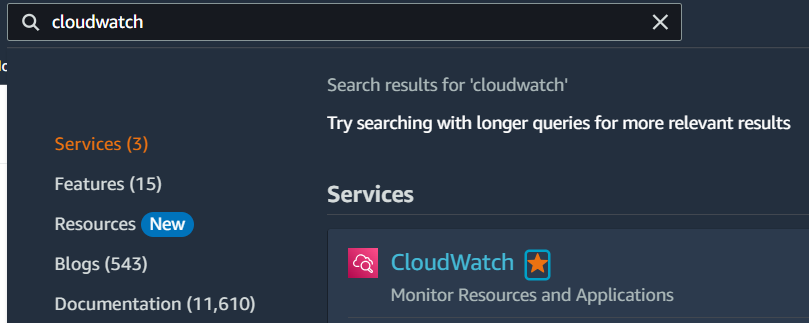 cloudwatch
Search results for 'cloudwatch'
Try searching with longer queries for more relevant results
Services (3)
Features (15)
Resources New
Blogs (543)
Documentation (11,610)
Services
CloudWatch
Monitor Resources and Applications